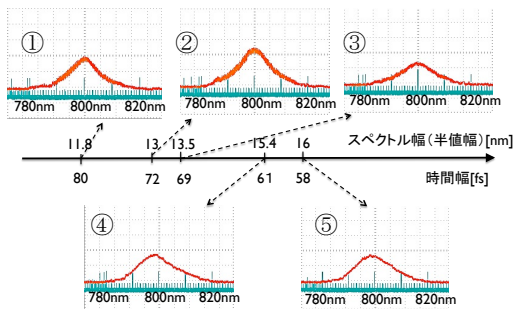 ① ② ③
780nm 800nm 820nm 780nm 800nm 820nm 780nm 800nm 820nm
11.8 13 13.5 15.4 16 スペクトル幅(半値幅)[nm]
80 72 69 61 58 時間幅[fs]
④ ⑤
780nm 800nm 820nm 780nm 800nm 820nm